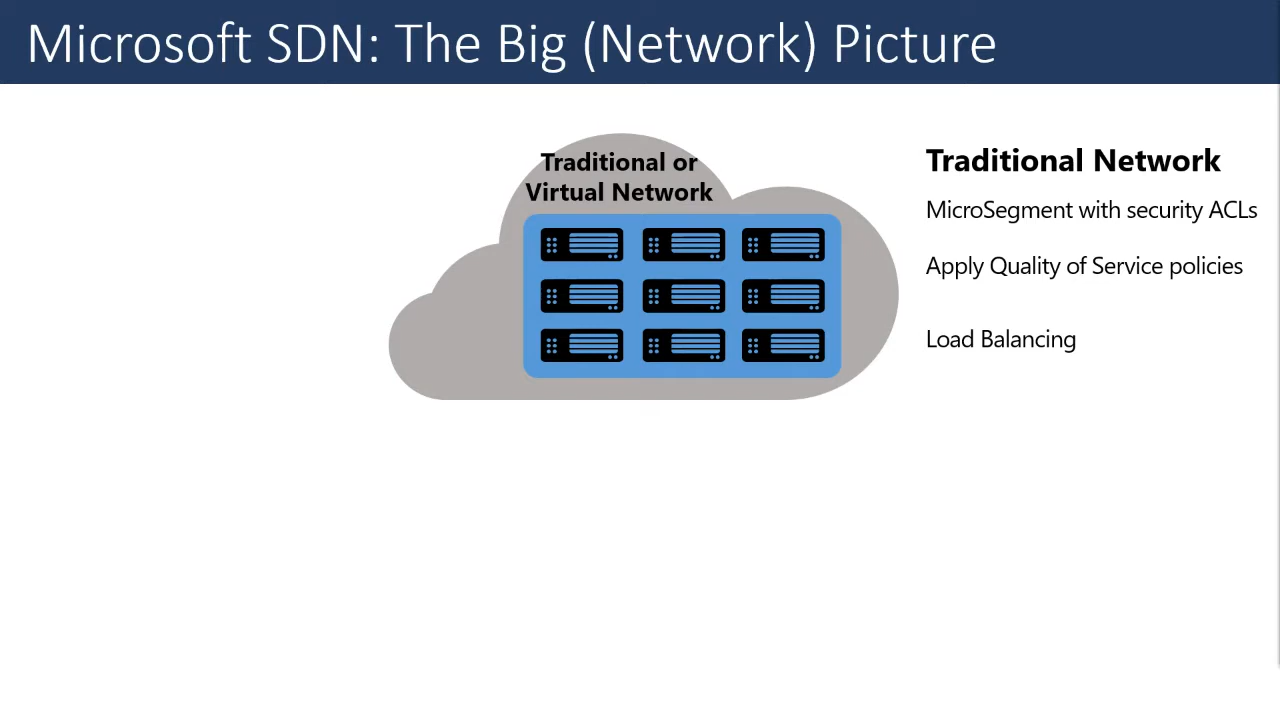 Microsoft SDN: The Big (Network) Picture
Traditional or
Virtual Network
Traditional Network
MicroSegment with security ACLs
Apply Quality of Service policies
Load Balancing